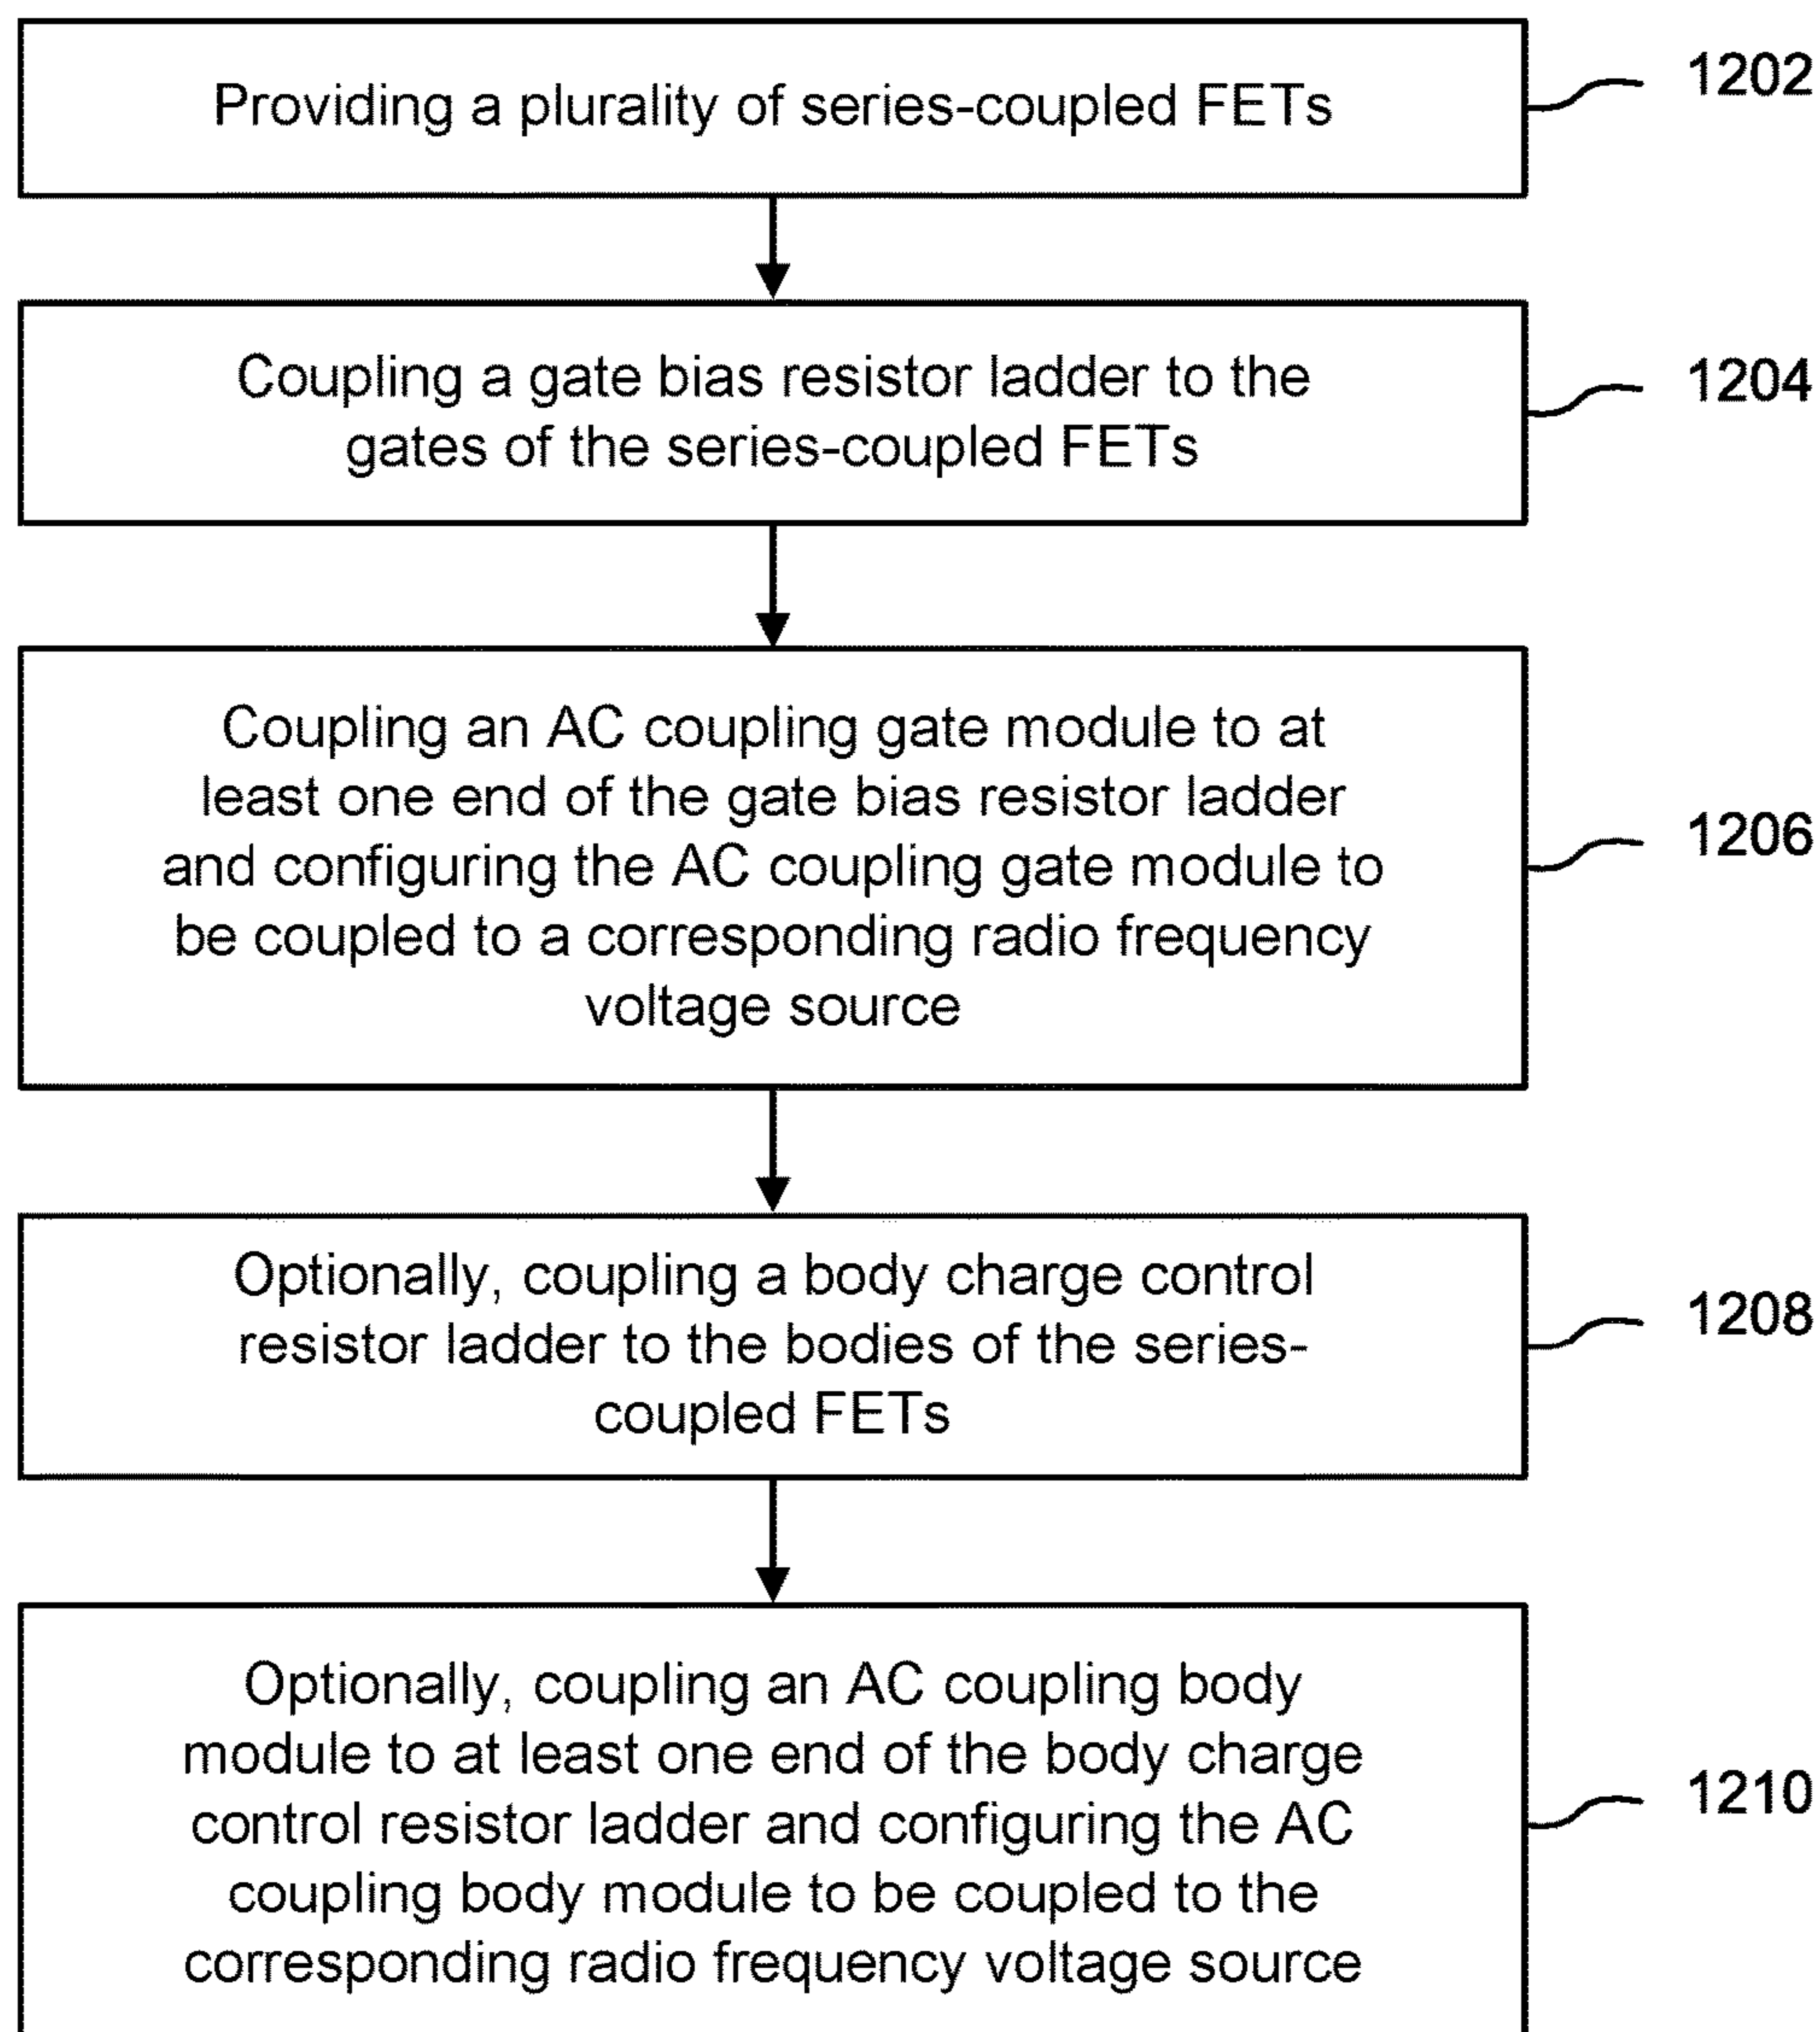 Providing a plurality of series-coupled FETs
1202
Coupling a gate bias resistor ladder to the
gates of the series-coupled FETs
1204
Coupling an AC coupling gate module to at
least one end of the gate bias resistor ladder
and configuring the AC coupling gate module to
be coupled to a corresponding radio frequency
voltage source
1206
Optionally, coupling a body charge control
resistor ladder to the bodies of the series-
coupled FETs
1208
Optionally, coupling an AC coupling body
module to at least one end of the body charge
control resistor ladder and configuring the AC
coupling body module to be coupled to the
corresponding radio frequency voltage source
1210